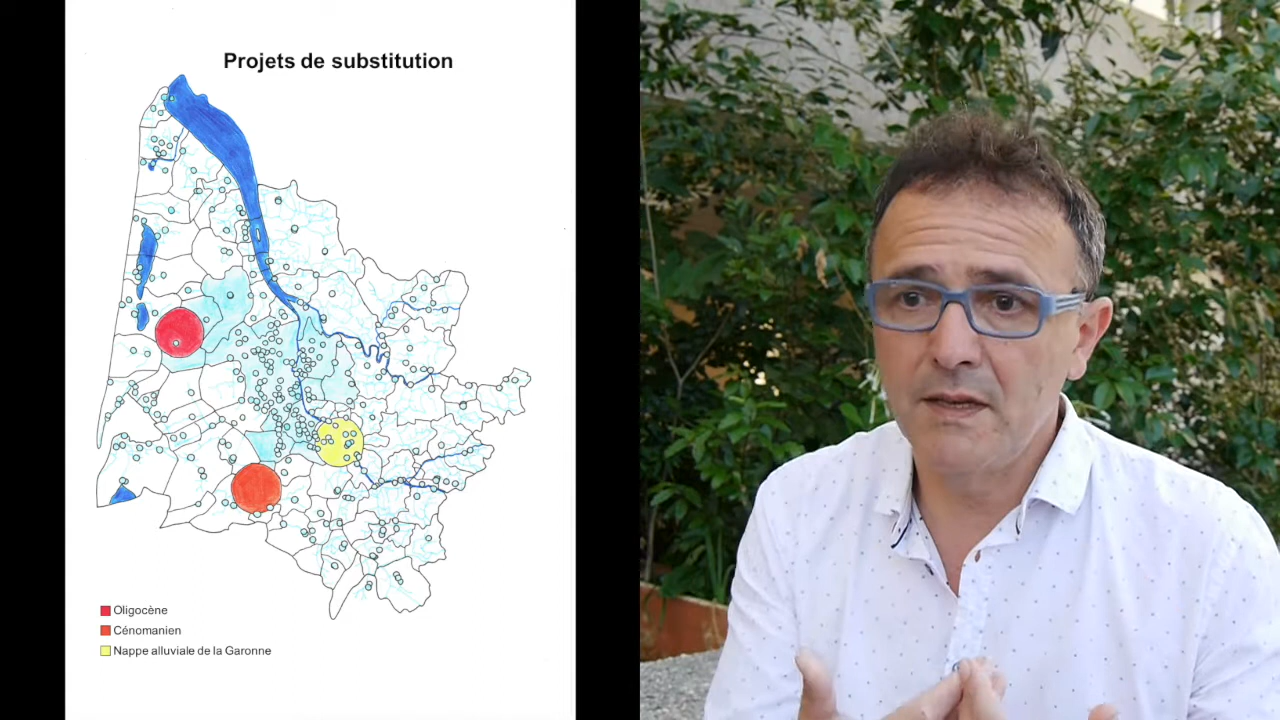 Projets de substitution
Oligocène
Cénomanien
Nappe alluviale de la Garonne